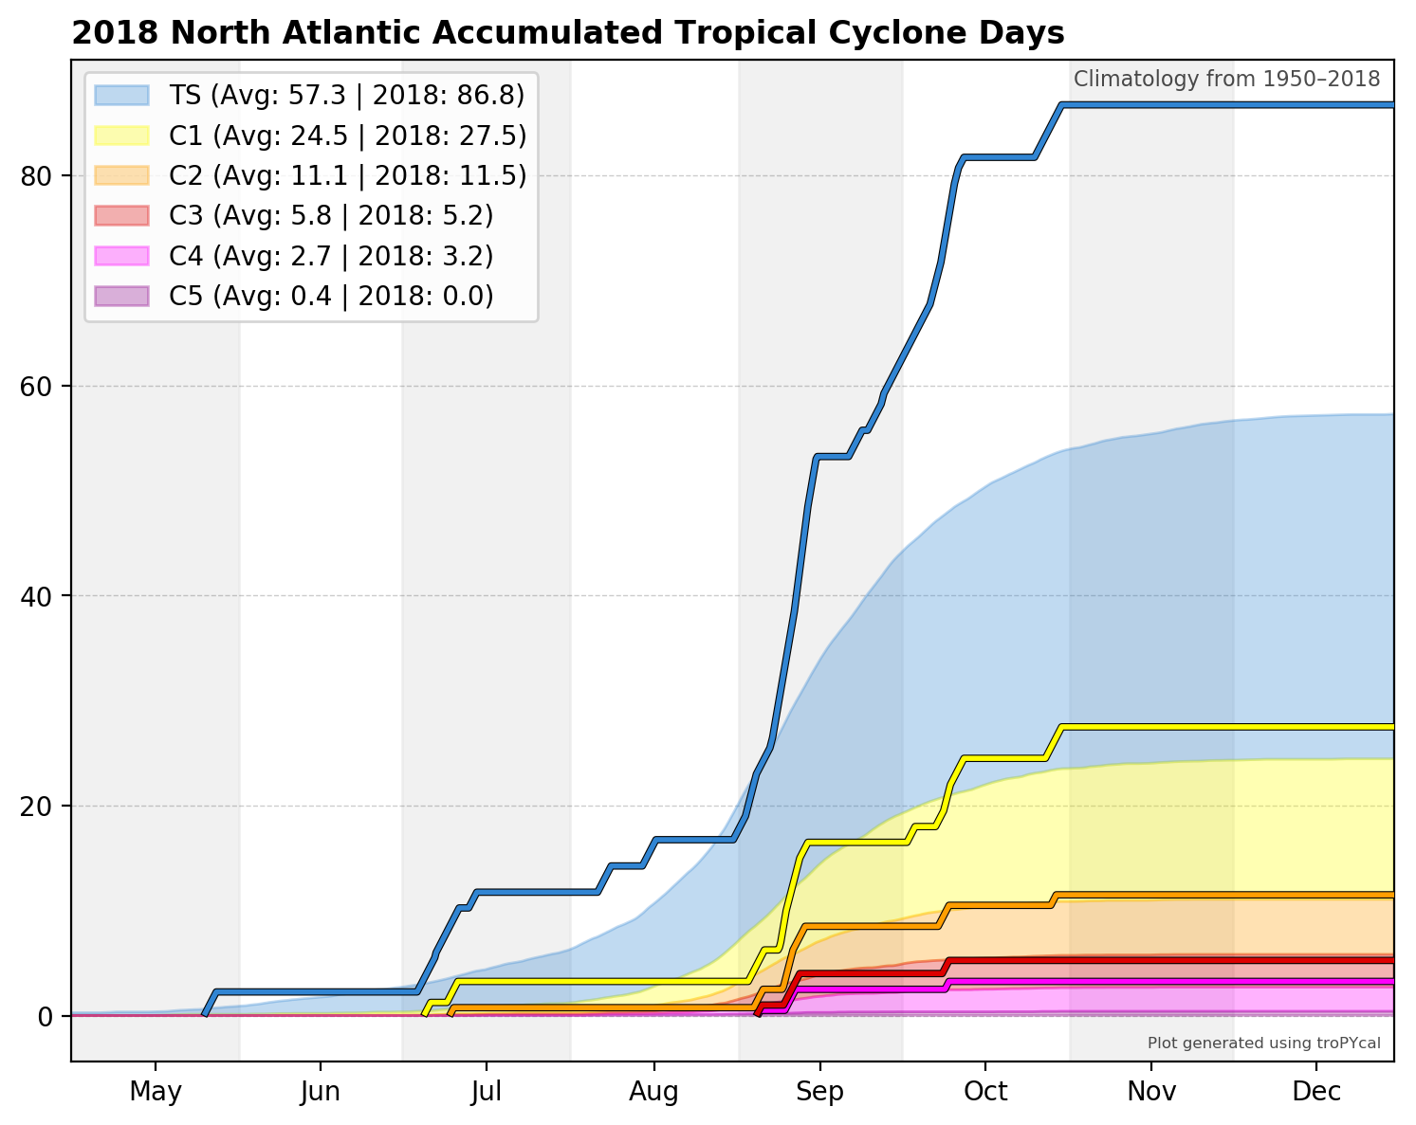 2018 North Atlantic Accumulated Tropical Cyclone Days
Climatology from 1950–2018
TS (Avg: 57.3 | 2018: 86.8)
C1 (Avg: 24.5 | 2018: 27.5)
C2 (Avg: 11.1 | 2018: 11.5)
C3 (Avg: 5.8 | 2018: 5.2)
C4 (Avg: 2.7 | 2018: 3.2)
C5 (Avg: 0.4 | 2018: 0.0)
80
60
40
20
0
Plot generated using troPYcal
May Jun Jul Aug Sep Oct Nov Dec